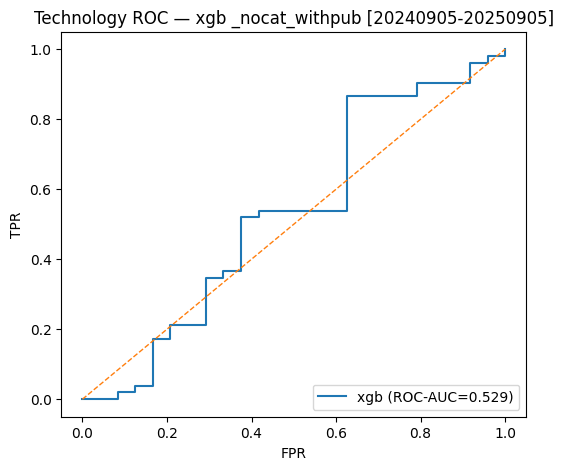 Technology ROC — xgb _nocat_withpub [20240905-20250905]
1.0
0.8
0.6
0.4
0.2
0.0
TPR
0.0 0.2 0.4 0.6 0.8 1.0
FPR
xgb (ROC-AUC=0.529)